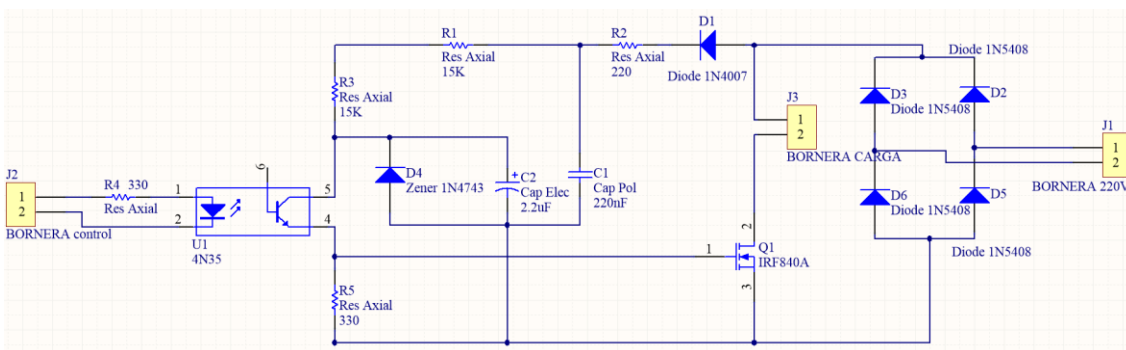 R1
Res Axial
15K
R2
Res Axial
220
D1
Diode 1N4007
Diode 1N5408
R3
Res Axial
15K
D3
Diode 1N5408
D2
J3
1
2
BORNERA CARGA
J1
1
2
BORNERA 220V
J2
1
2
BORNERA control
R4 330
Res Axial
1
2
6
5
4
U1
4N35
D4
Zener 1N4743
C2
+
Cap Elec
2.2uF
C1
Cap Pol
220nF
D6
Diode 1N5408
D5
Diode 1N5408
2
1
3
Q1
IRF840A
R5
Res Axial
330